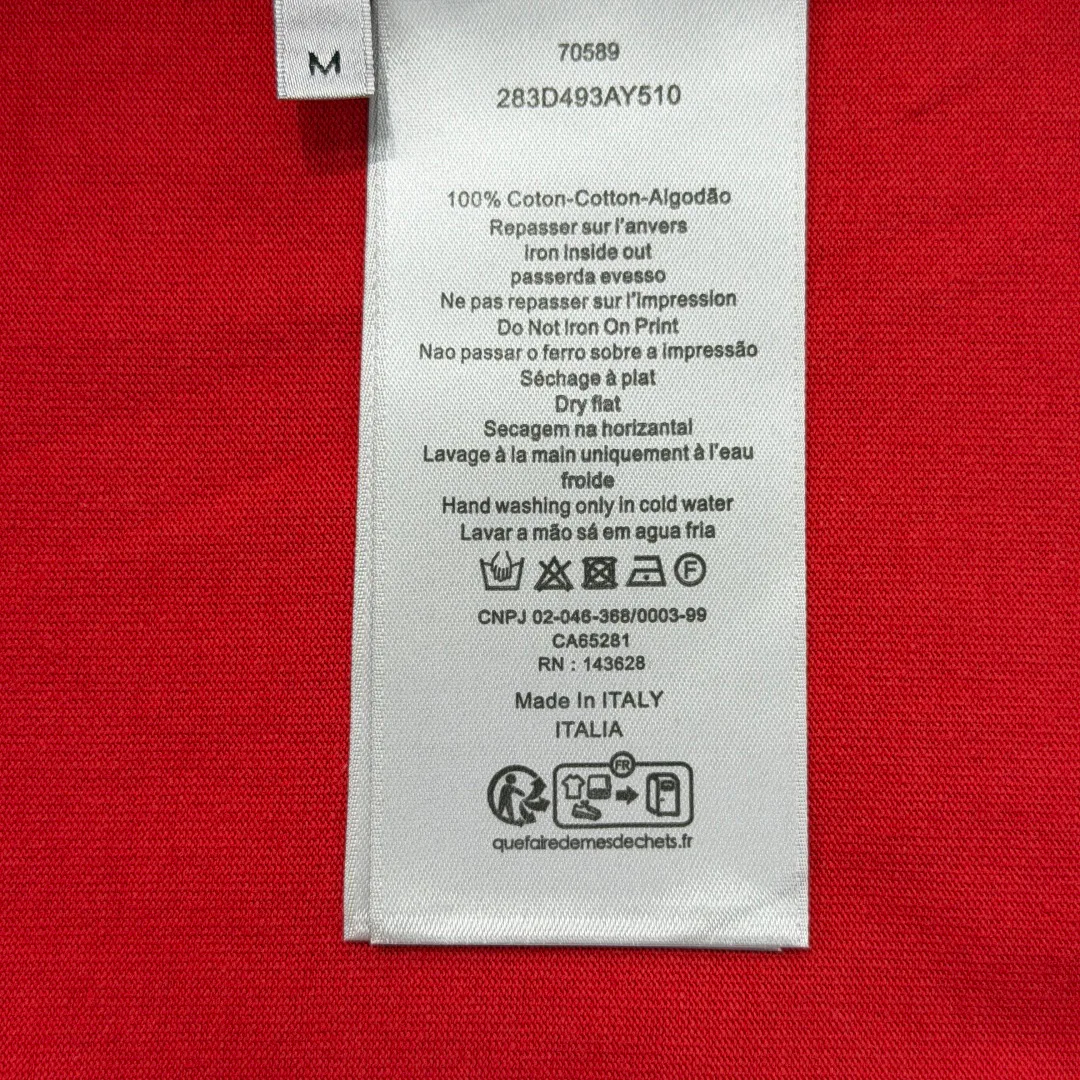 M
70589
283D493AY510
100% Coton-Cotton-Algodão
Repasser sur l'anvers
Iron Inside out
passerda evesso
Ne pas repasser sur l'impression
Do Not Iron On Print
Nao passar o ferro sobre a impressão
Séchage à plat
Dry flat
Secagem na horizantal
Lavage à la main uniquement à l'eau
froide
Hand washing only in cold water
Lavar a mão sá em agua fria
F
CNPJ 02-046-368/0003-99
CA65281
RN : 143628
Made In ITALY
ITALIA
FR
quefairedemesdechets.fr